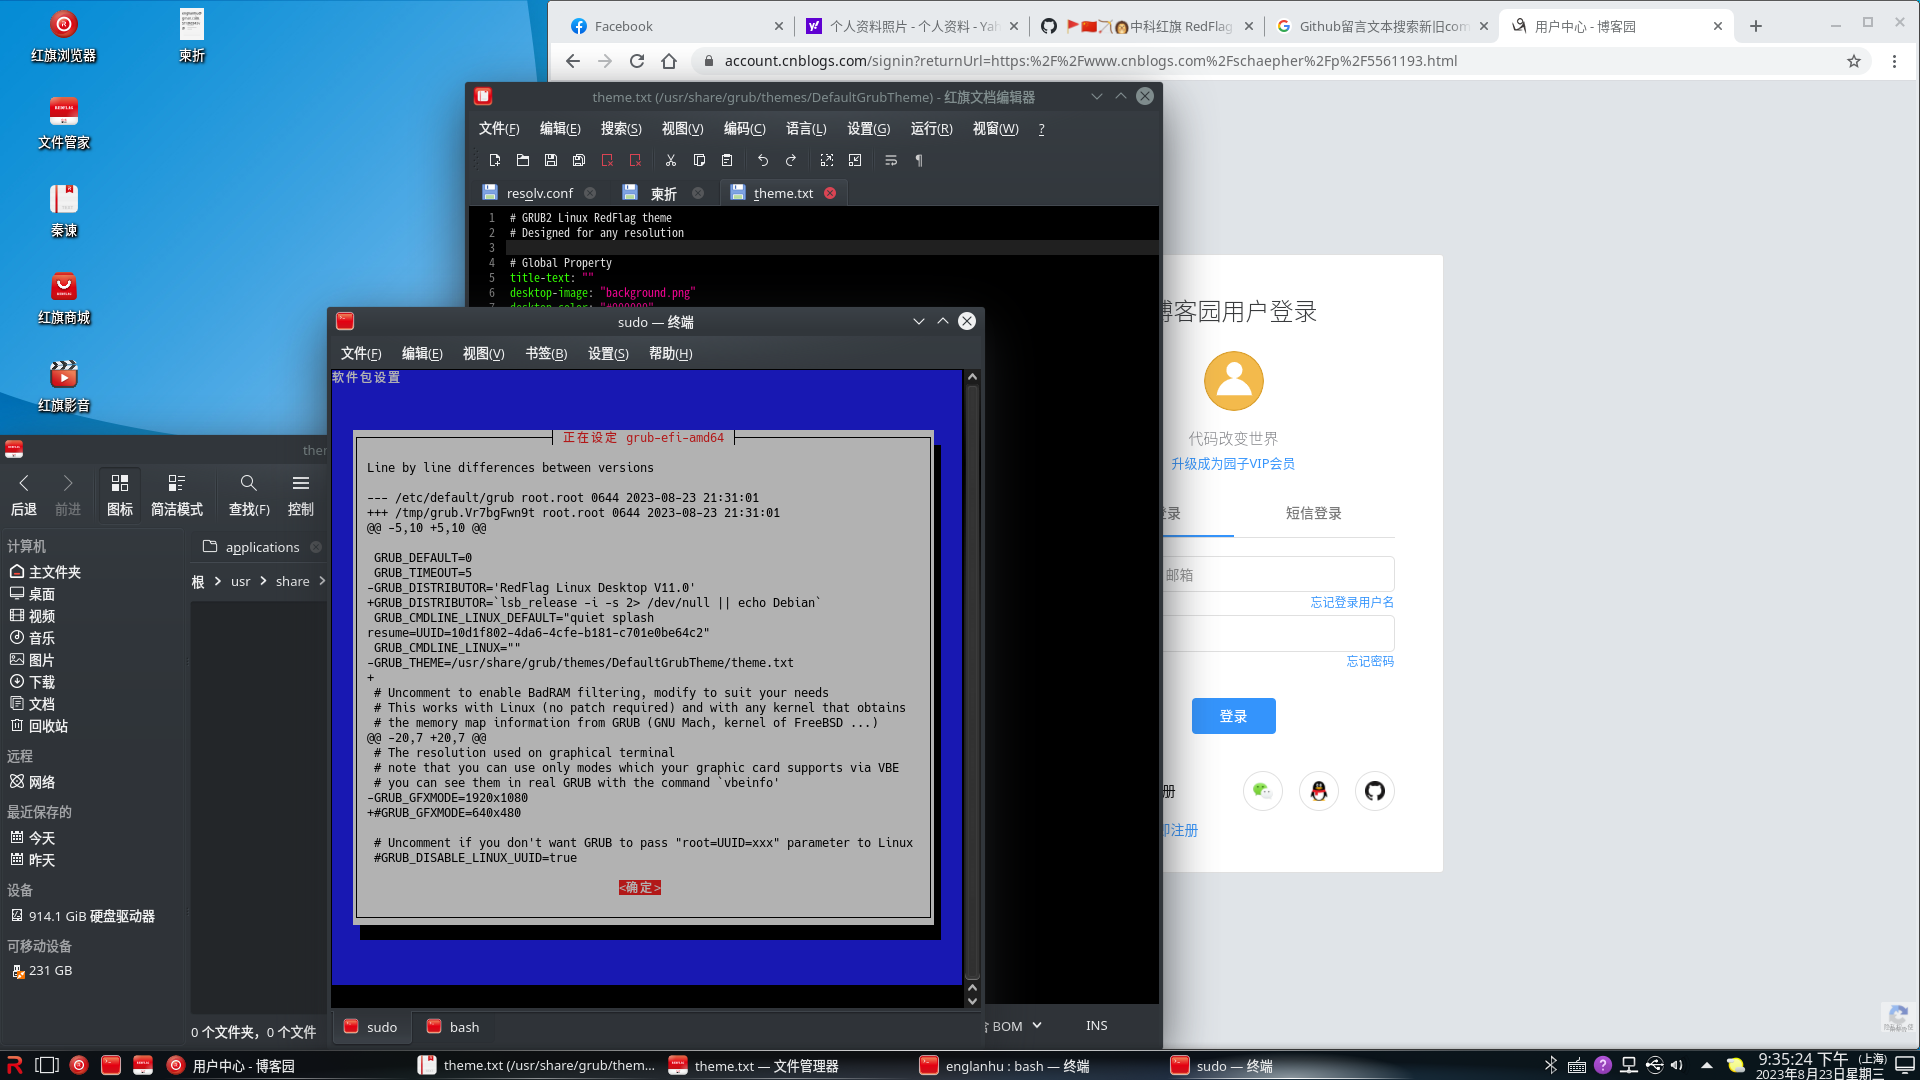 红旗浏览器
柬折
文件管家
秦谏
红旗商城
红旗影音
Facebook
个人资料照片 - 个人资料 - Yah
中科红旗 RedFlag
Github留言文本搜索新旧com
用户中心 - 博客园
account.cnblogs.com/signin?returnUrl=https:%2F%2Fwww.cnblogs.com%2Fschaepher%2Fp%2F5561193.html
theme.txt (/usr/share/grub/themes/DefaultGrubTheme) - 红旗文档编辑器
文件(F) 编辑(E) 搜索(S) 视图(V) 编码(C) 语言(L) 设置(G) 运行(R) 视窗(W) ?
resolv.conf 柬折 theme.txt
1 # GRUB2 Linux RedFlag theme
2 # Designed for any resolution
3
4 # Global Property
5 title-text: ""
6 desktop-image: "background.png"
7 desktop-color: "#000000"
sudo — 终端
文件(F) 编辑(E) 视图(V) 书签(B) 设置(S) 帮助(H)
软件包设置
正在设定 grub-efi-amd64
Line by line differences between versions
--- /etc/default/grub root.root 0644 2023-08-23 21:31:01
+++ /tmp/grub.Vr7bgFwn9t root.root 0644 2023-08-23 21:31:01
@@ -5,10 +5,10 @@
GRUB_DEFAULT=0
GRUB_TIMEOUT=5
-GRUB_DISTRIBUTOR='RedFlag Linux Desktop V11.0'
+GRUB_DISTRIBUTOR=`lsb_release -i -s 2> /dev/null || echo Debian`
GRUB_CMDLINE_LINUX_DEFAULT="quiet splash
resume=UUID=10d1f802-4da6-4cfe-b181-c701e0be64c2"
GRUB_CMDLINE_LINUX=""
-GRUB_THEME=/usr/share/grub/themes/DefaultGrubTheme/theme.txt
+
# Uncomment to enable BadRAM filtering, modify to suit your needs
# This works with Linux (no patch required) and with any kernel that obtains
# the memory map information from GRUB (GNU Mach, kernel of FreeBSD ...)
@@ -20,7 +20,7 @@
# The resolution used on graphical terminal
# note that you can use only modes which your graphic card supports via VBE
# you can see them in real GRUB with the command `vbeinfo'
-GRUB_GFXMODE=1920x1080
+#GRUB_GFXMODE=640x480
# Uncomment if you don't want GRUB to pass "root=UUID=xxx" parameter to Linux
#GRUB_DISABLE_LINUX_UUID=true
<确定>
sudo bash
BOM INS
博客园用户登录
代码改变世界
升级成为园子VIP会员
登录 短信登录
邮箱
忘记登录用户名
忘记密码
登录
册
即注册
them
后退 前进 图标 简洁模式 查找(F) 控制
计算机
主文件夹
桌面
视频
音乐
图片
下载
文档
回收站
远程
网络
最近保存的
今天
昨天
设备
914.1 GiB 硬盘驱动器
可移动设备
231 GB
applications
根 usr share
0 个文件夹，0 个文件
用户中心 - 博客园
theme.txt (/usr/share/grub/them...
theme.txt — 文件管理器
englanhu : bash — 终端
sudo — 终端
9:35:24 下午 (上海)
2023年8月23日星期三